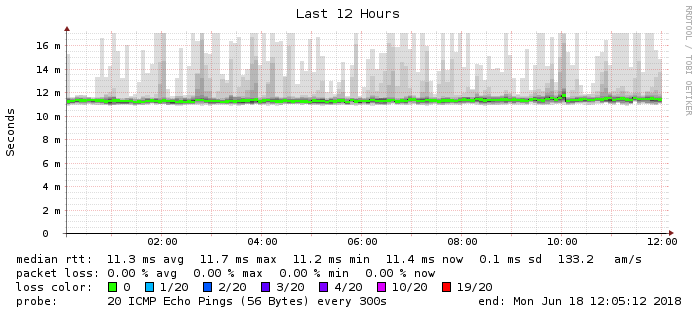 Last 12 Hours
RRDTOOL / TOBI OETIKER
Seconds
16 m
14 m
12 m
10 m
8 m
6 m
4 m
2 m
0
02:00 04:00 06:00 08:00 10:00 12:00
median rtt: 11.3 ms avg 11.7 ms max 11.2 ms min 11.4 ms now 0.1 ms sd 133.2 am/s
packet loss: 0.00 % avg 0.00 % max 0.00 % min 0.00 % now
loss color: 0 1/20 2/20 3/20 4/20 10/20 19/20
probe: 20 ICMP Echo Pings (56 Bytes) every 300s end: Mon Jun 18 12:05:12 2018